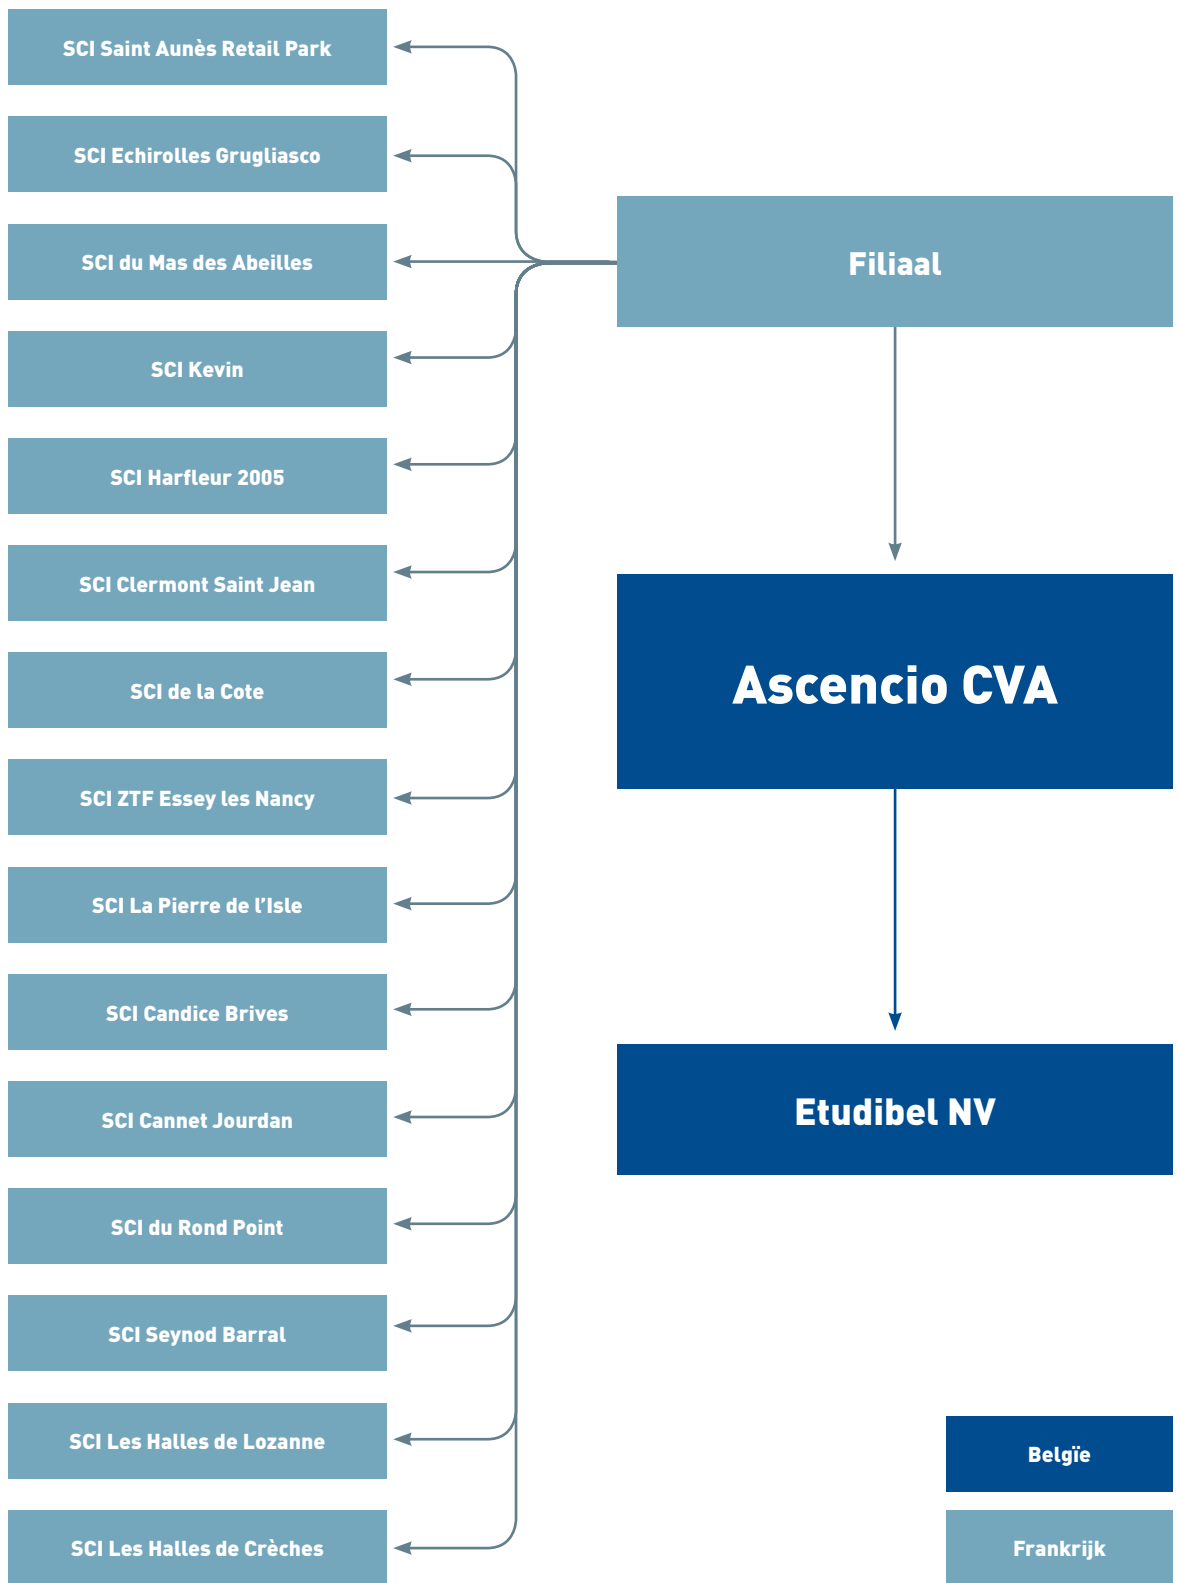 SCI Saint Aunès Retail Park
SCI Echirolles Grugliasco
SCI du Mas des Abeilles
SCI Kevin
SCI Harfleur 2005
SCI Clermont Saint Jean
SCI de la Cote
SCI ZTF Essey les Nancy
SCI La Pierre de l’Isle
SCI Candice Brives
SCI Cannet Jourdan
SCI du Rond Point
SCI Seynod Barral
SCI Les Halles de Lozanne
SCI Les Halles de Crèches
Filiaal
Ascencio CVA
Etudibel NV
Belgïe
Frankrijk